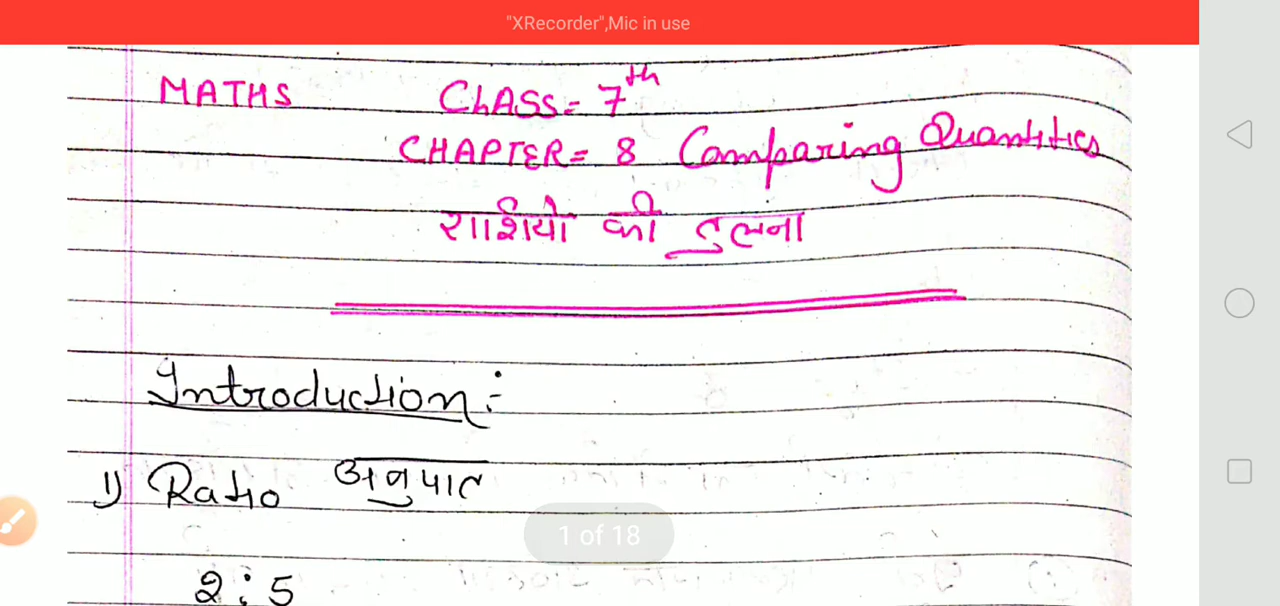 "XRecorder",Mic in use
MATHS CLASS= 7th
CHAPTER= 8 Comparing Quantities
राशियो की तुलना
Introduction:
1) Ratio अनुपात
1 of 18
2:5